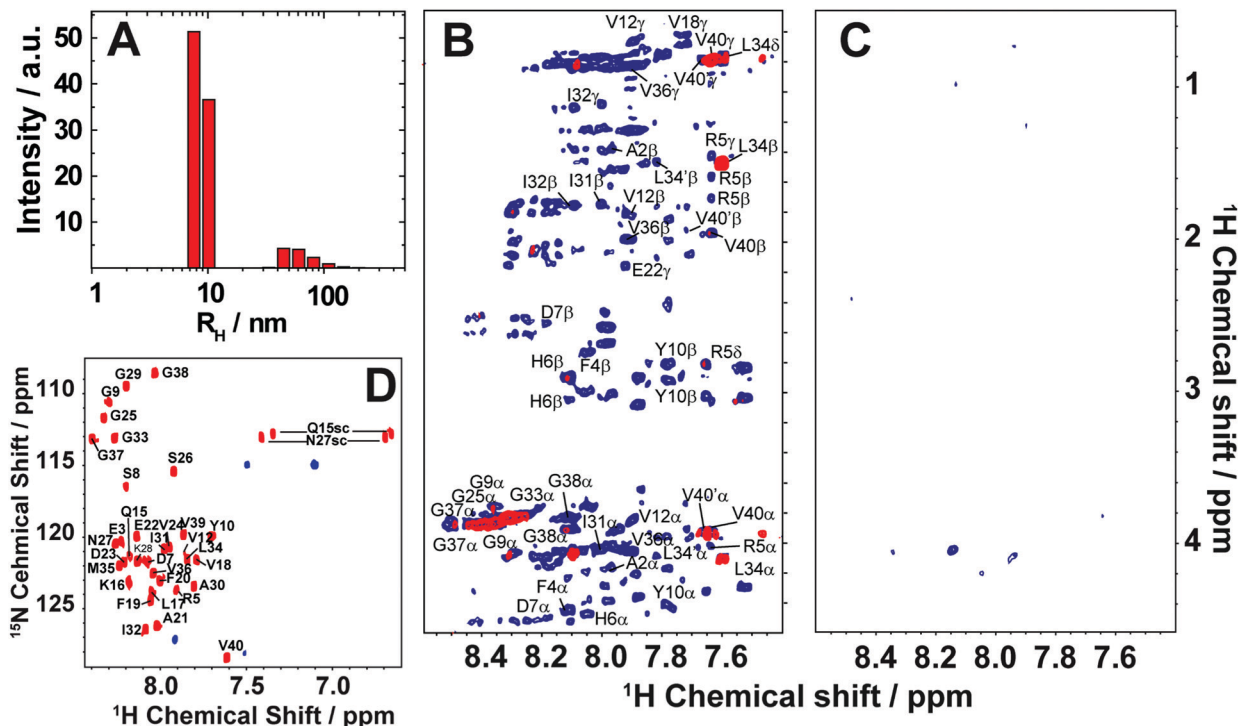 A
Intensity / a.u.
50
40
30
20
10
1
10
100
R_H / nm
B
V12γ
V18γ
V40γ
L34δ
V40'γ
V36γ
I32γ
R5γ
A2β
L34β
L34'β
R5β
I32β
I31β
V12β
R5β
V40'β
V36β
V40β
E22γ
D7β
Y10β
R5δ
H6β
F4β
H6β
Y10β
G9α
G25α
G33α
G38α
V40'α
G37α
V12α
V40α
I31α
G38α
V36α
R5α
G37α
G9α
L34'α
A2α
L34α
F4α
Y10α
D7α
H6α
8.4
8.2
8.0
7.8
7.6
C
1
2
3
4
¹H Chemical shift / ppm
8.4
8.2
8.0
7.8
7.6
¹H Chemical shift / ppm
D
¹⁵N Cehmical Shift / ppm
110
115
120
125
G29
G38
G9
G25
G33
G37
Q15sc
N27sc
S26
S8
Q15
E3
E22
V24
V39
Y10
N27
I31
K28
V12
D23
D7
L34
M35
V36
V18
K16
F20
A30
F19
L17
R5
I32
A21
V40
8.0
7.5
7.0
¹H Chemical Shift / ppm